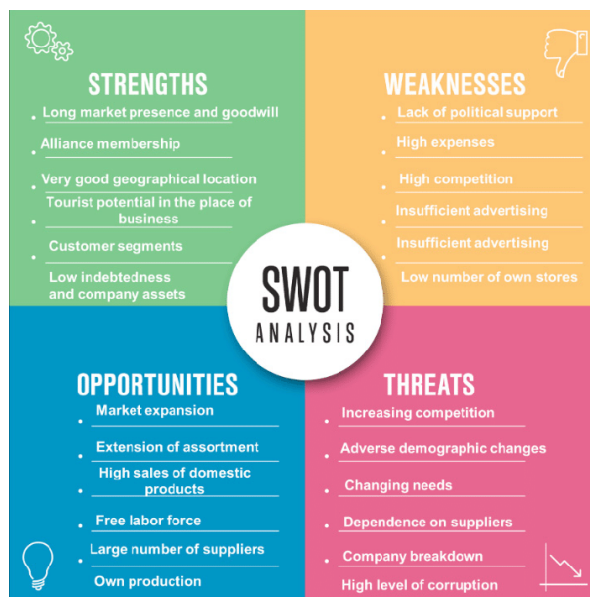 STRENGTHS
Long market presence and goodwill
Alliance membership
Very good geographical location
Tourist potential in the place of
business
Customer segments
Low indebtedness
and company assets
WEAKNESSES
Lack of political support
High expenses
High competition
Insufficient advertising
Insufficient advertising
Low number of own stores
SWOT
ANALYSIS
OPPORTUNITIES
Market expansion
Extension of assortment
High sales of domestic
products
Free labor force
Large number of suppliers
Own production
THREATS
Increasing competition
Adverse demographic changes
Changing needs
Dependence on suppliers
Company breakdown
High level of corruption